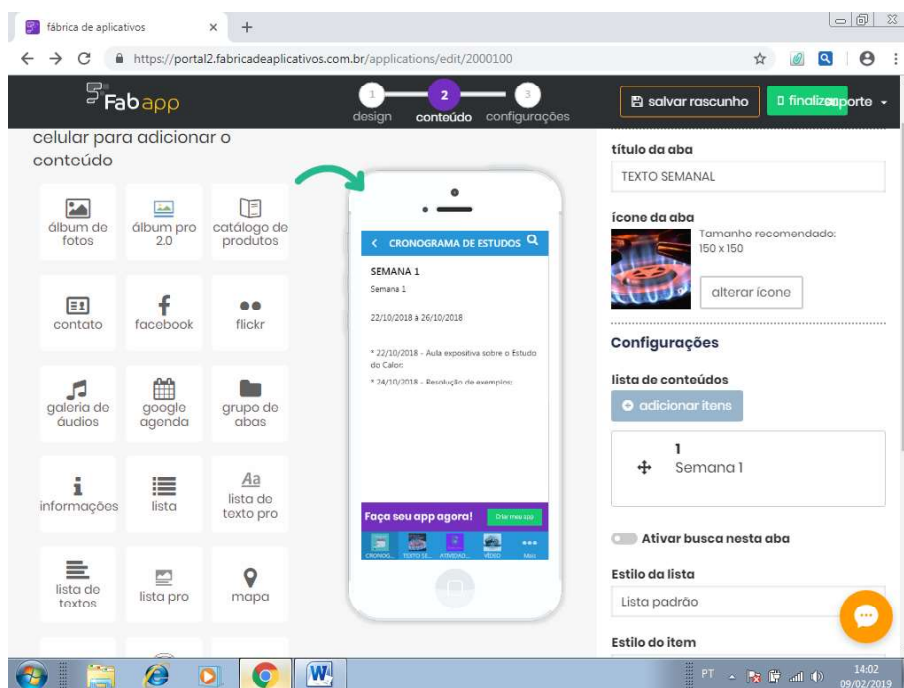 fábrica de aplicativos
https://portal2.fabricadeaplicativos.com.br/applications/edit/2000100
Fabapp
1
2
3
design
conteúdo
configurações
salvar rascunho
finalizar
suporte
celular para adicionar o
conteúdo
álbum de
fotos
álbum pro
2.0
catálogo de
produtos
contato
facebook
flickr
galeria de
áudios
google
agenda
grupo de
abas
informações
lista
Aa
lista de
texto pro
lista de
textos
lista pro
mapa
CRONOGRAMA DE ESTUDOS
SEMANA 1
Semana 1
22/10/2018 a 26/10/2018
* 22/10/2018 - Aula expositiva sobre o Estudo
do Calor;
* 24/10/2018 - Resolução de exemplos;
Faça seu app agora!
Criar meu app
CRONOG...
TEXTO SE...
ATIVIDAD...
VÍDEO
Mais
título da aba
TEXTO SEMANAL
ícone da aba
Tamanho recomendado:
150 x 150
alterar ícone
Configurações
lista de conteúdos
adicionar itens
1
Semana 1
Ativar busca nesta aba
Estilo da lista
Lista padrão
Estilo do item
PT
14:02
09/02/2019